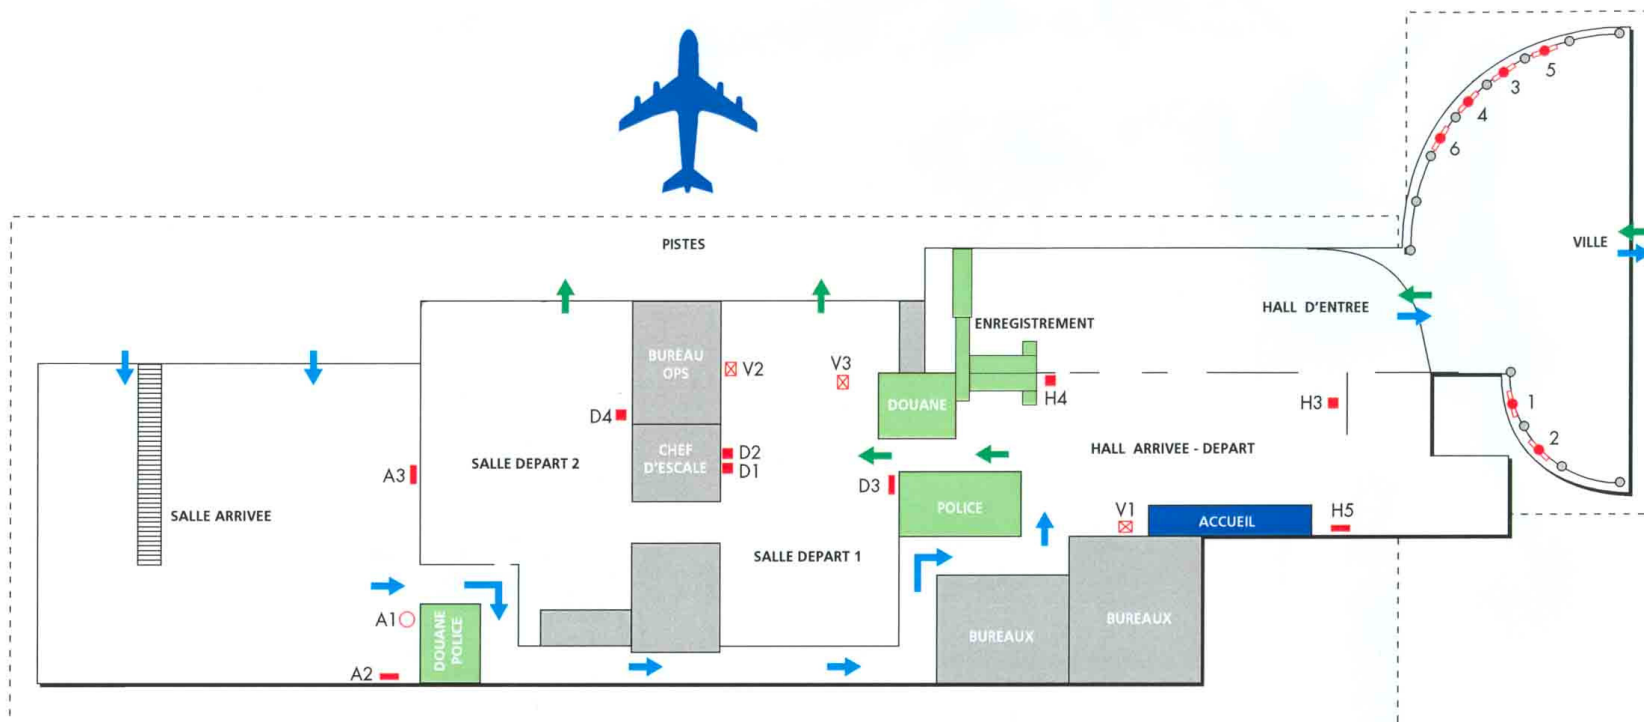 5
3
4
6
VILLE
PISTES
HALL D'ENTREE
ENREGISTREMENT
BUREAU
OPS
V2
V3
DOUANE
H4
H3
1
2
D4
CHEF
D'ESCALE
D2
D1
HALL ARRIVEE - DEPART
SALLE DEPART 2
A3
D3
POLICE
V1
ACCUEIL
H5
SALLE ARRIVEE
SALLE DEPART 1
A1
DOUANE
POLICE
BUREAUX
BUREAUX
A2